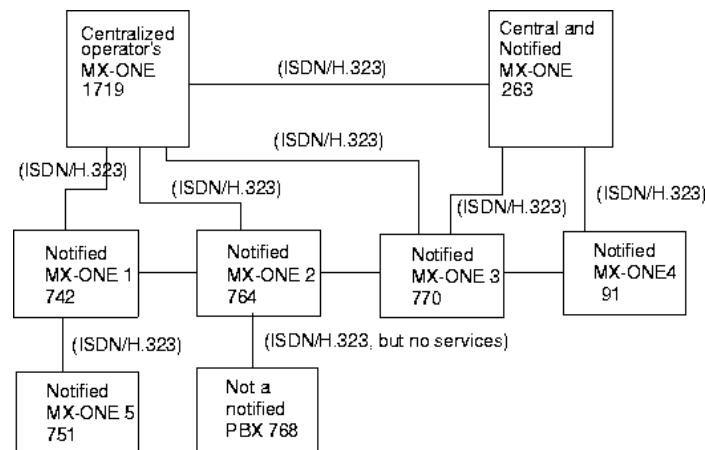 Centralized
operator's
MX-ONE
1719
Central and
Notified
MX-ONE
263
(ISDN/H.323)
(ISDN/H.323)
(ISDN/H.323)
(ISDN/H.323)
(ISDN/H.323)
(ISDN/H.323)
Notified
MX-ONE 1
742
Notified
MX-ONE 2
764
Notified
MX-ONE 3
770
Notified
MX-ONE4
91
(ISDN/H.323)
(ISDN/H.323, but no services)
Notified
MX-ONE 5
751
Not a
notified
PBX 768